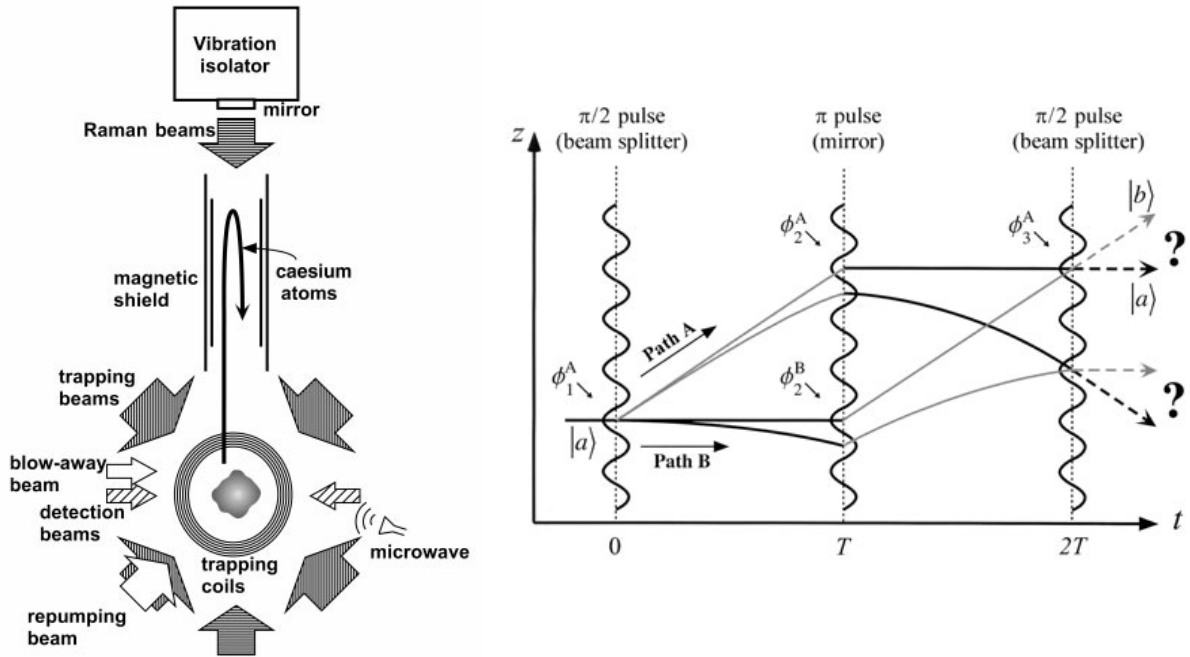 Vibration
isolator
mirror
Raman beams
magnetic
shield
caesium
atoms
trapping
beams
blow-away
beam
detection
beams
trapping
coils
microwave
repumping
beam
π/2 pulse
(beam splitter)
π pulse
(mirror)
π/2 pulse
(beam splitter)
z
ϕ₁ᴬ
ϕ₂ᴬ
ϕ₃ᴬ
|b⟩
?
|a⟩
Path A
ϕ₂ᴮ
|a⟩
Path B
?
0
T
2T
t